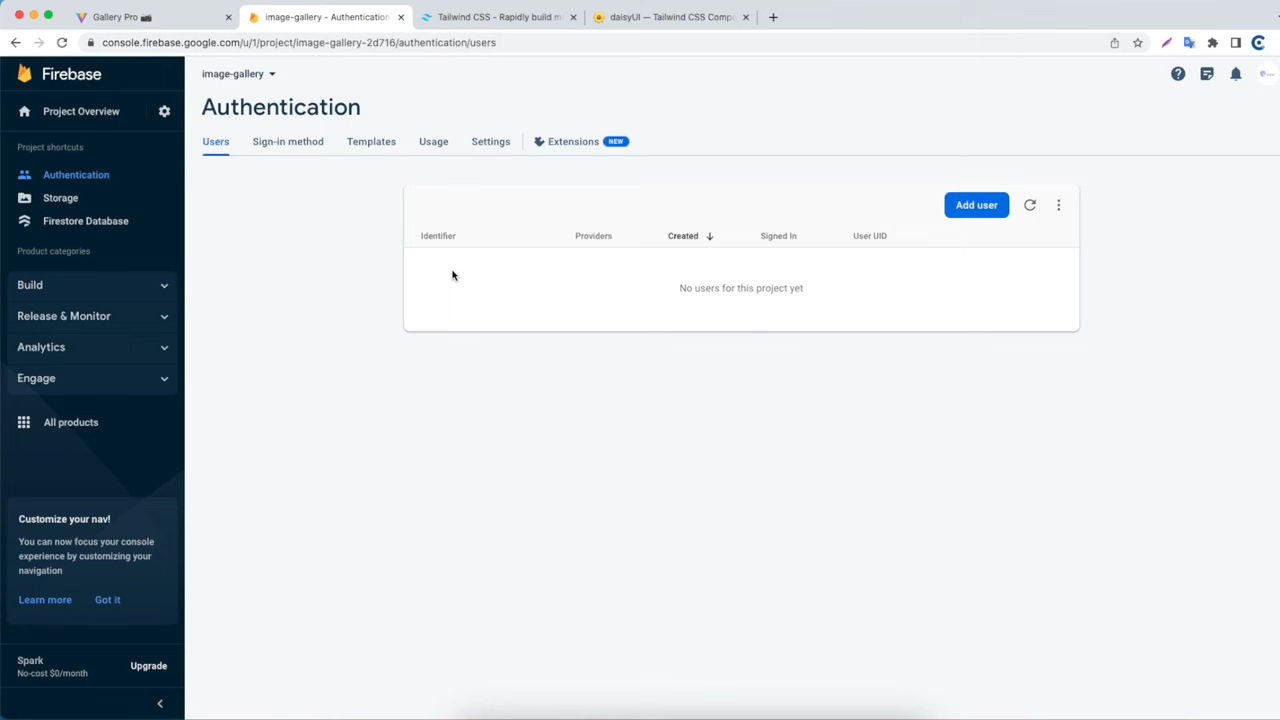 Gallery Pro 📸
image-gallery - Authentication
Tailwind CSS - Rapidly build m
daisyUI — Tailwind CSS Compo
console.firebase.google.com/u/1/project/image-gallery-2d716/authentication/users
Firebase
Project Overview
Project shortcuts
Authentication
Storage
Firestore Database
Product categories
Build
Release & Monitor
Analytics
Engage
All products
Customize your nav!
You can now focus your console
experience by customizing your
navigation
Learn more Got it
Spark
No-cost $0/month
Upgrade
image-gallery
Authentication
Users Sign-in method Templates Usage Settings Extensions NEW
Add user
Identifier Providers Created Signed In User UID
No users for this project yet